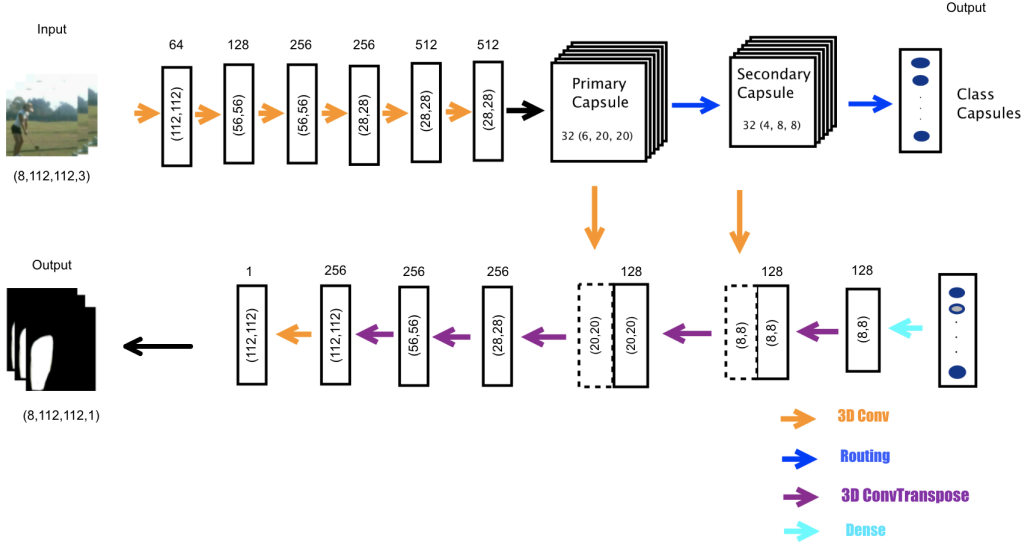 Output
Input
64 128 256 256 512 512
(112,112) (56,56) (56,56) (28,28) (28,28) (28,28)
Primary
Capsule
32 (6, 20, 20)
Secondary
Capsule
32 (4, 8, 8)
Class
Capsules
(8,112,112,3)
Output
1 256 256 256 128 128 128
(112,112) (112,112) (56,56) (28,28) (20,20) (20,20) (8,8) (8,8) (8,8)
(8,112,112,1)
3D Conv
Routing
3D ConvTranspose
Dense